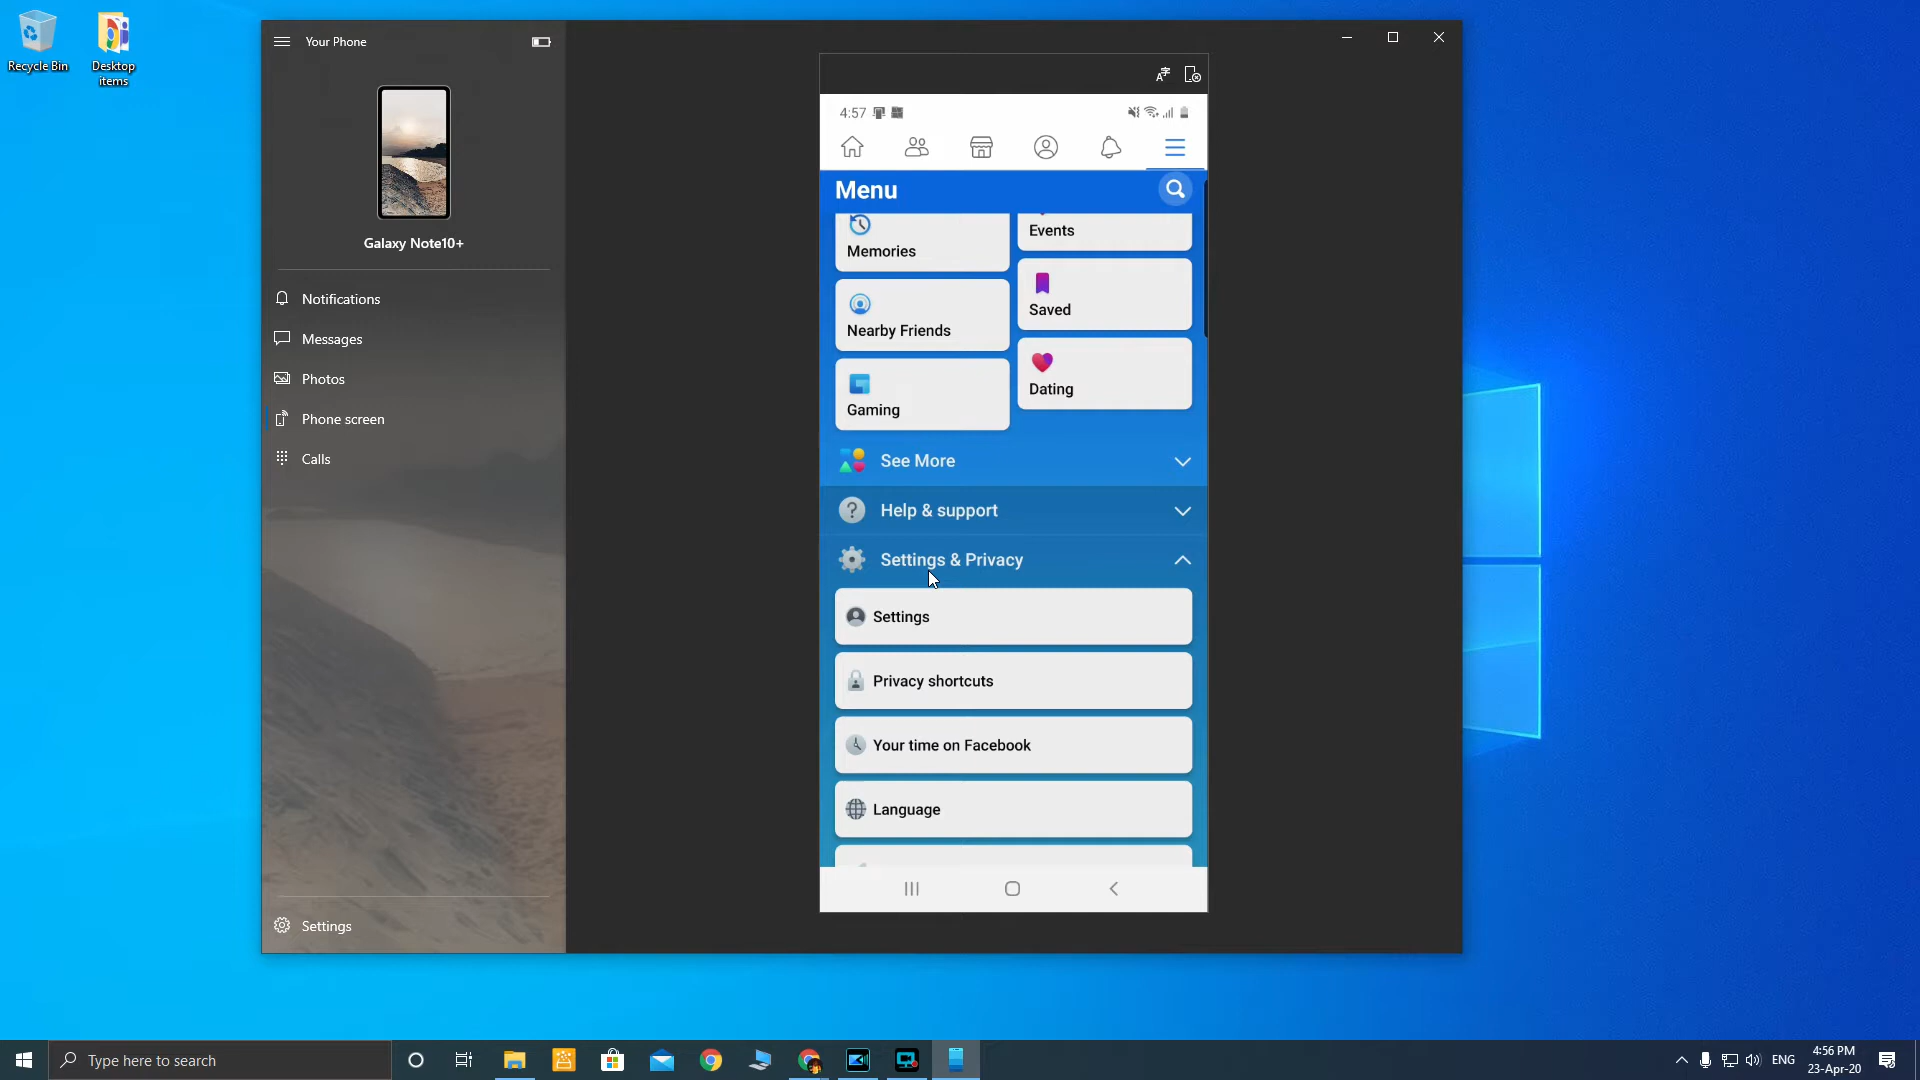 Recycle Bin
Desktop
items
Your Phone
Galaxy Note10+
Notifications
Messages
Photos
Phone screen
Calls
Settings
4:57
Menu
Memories
Events
Nearby Friends
Saved
Gaming
Dating
See More
Help & support
Settings & Privacy
Settings
Privacy shortcuts
Your time on Facebook
Language
Type here to search
ENG
4:56 PM
23-Apr-20